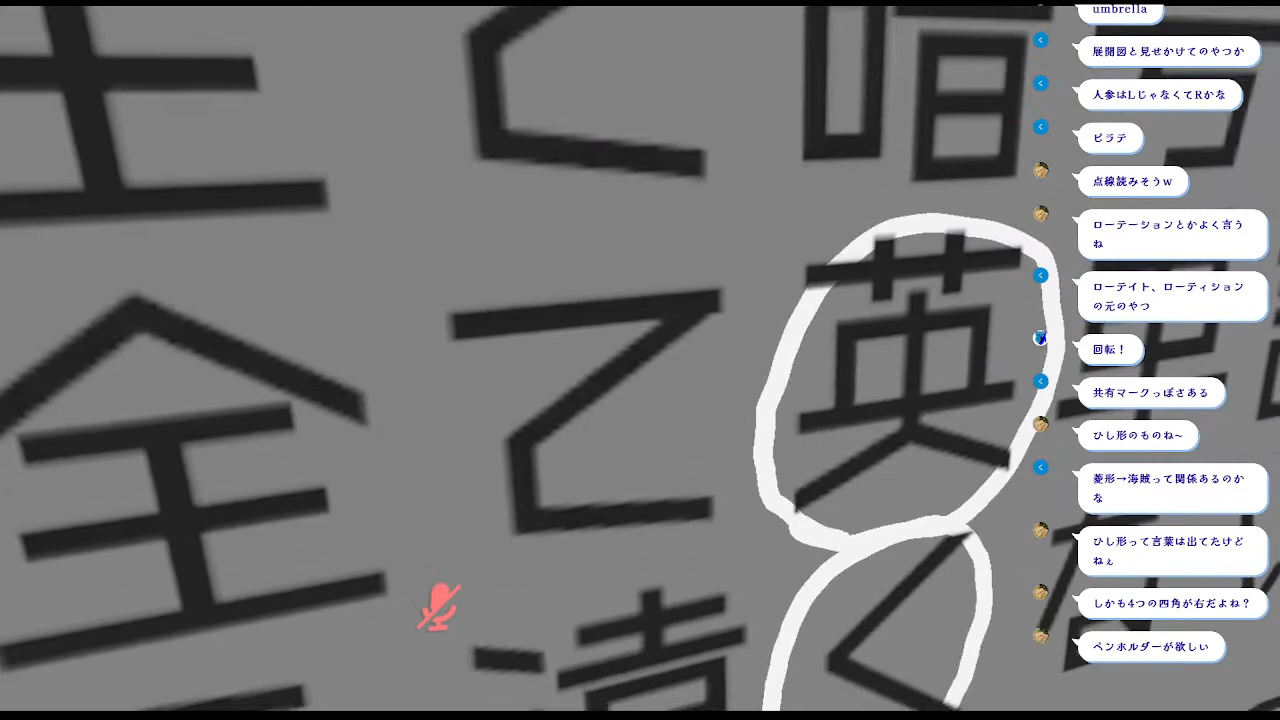 umbrella
展開図と見せかけてのやつか
人参はLじゃなくてRかな
ピラテ
点線読みそうw
ローテーションとかよく言う
ね
ローテイト、ローティション
の元のやつ
回転！
共有マークっぽさある
ひし形のものね~
菱形→海賊って関係あるのか
な
ひし形って言葉は出てたけど
ねぇ
しかも4つの四角が右だよね？
ペンホルダーが欲しい
全 て 英
く